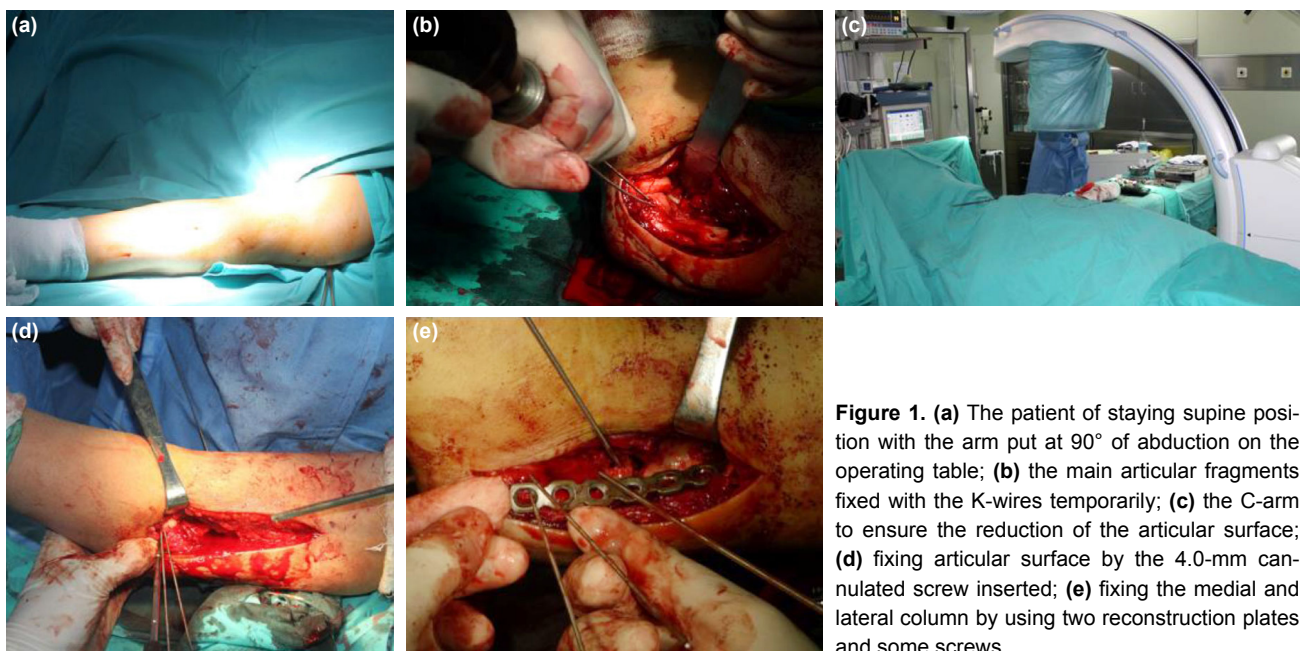 (a)
(b)
(c)
(d)
(e)
Figure 1. (a) The patient of staying supine posi-
tion with the arm put at 90° of abduction on the
operating table; (b) the main articular fragments
fixed with the K-wires temporarily; (c) the C-arm
to ensure the reduction of the articular surface;
(d) fixing articular surface by the 4.0-mm can-
nulated screw inserted; (e) fixing the medial and
lateral column by using two reconstruction plates
and some screws